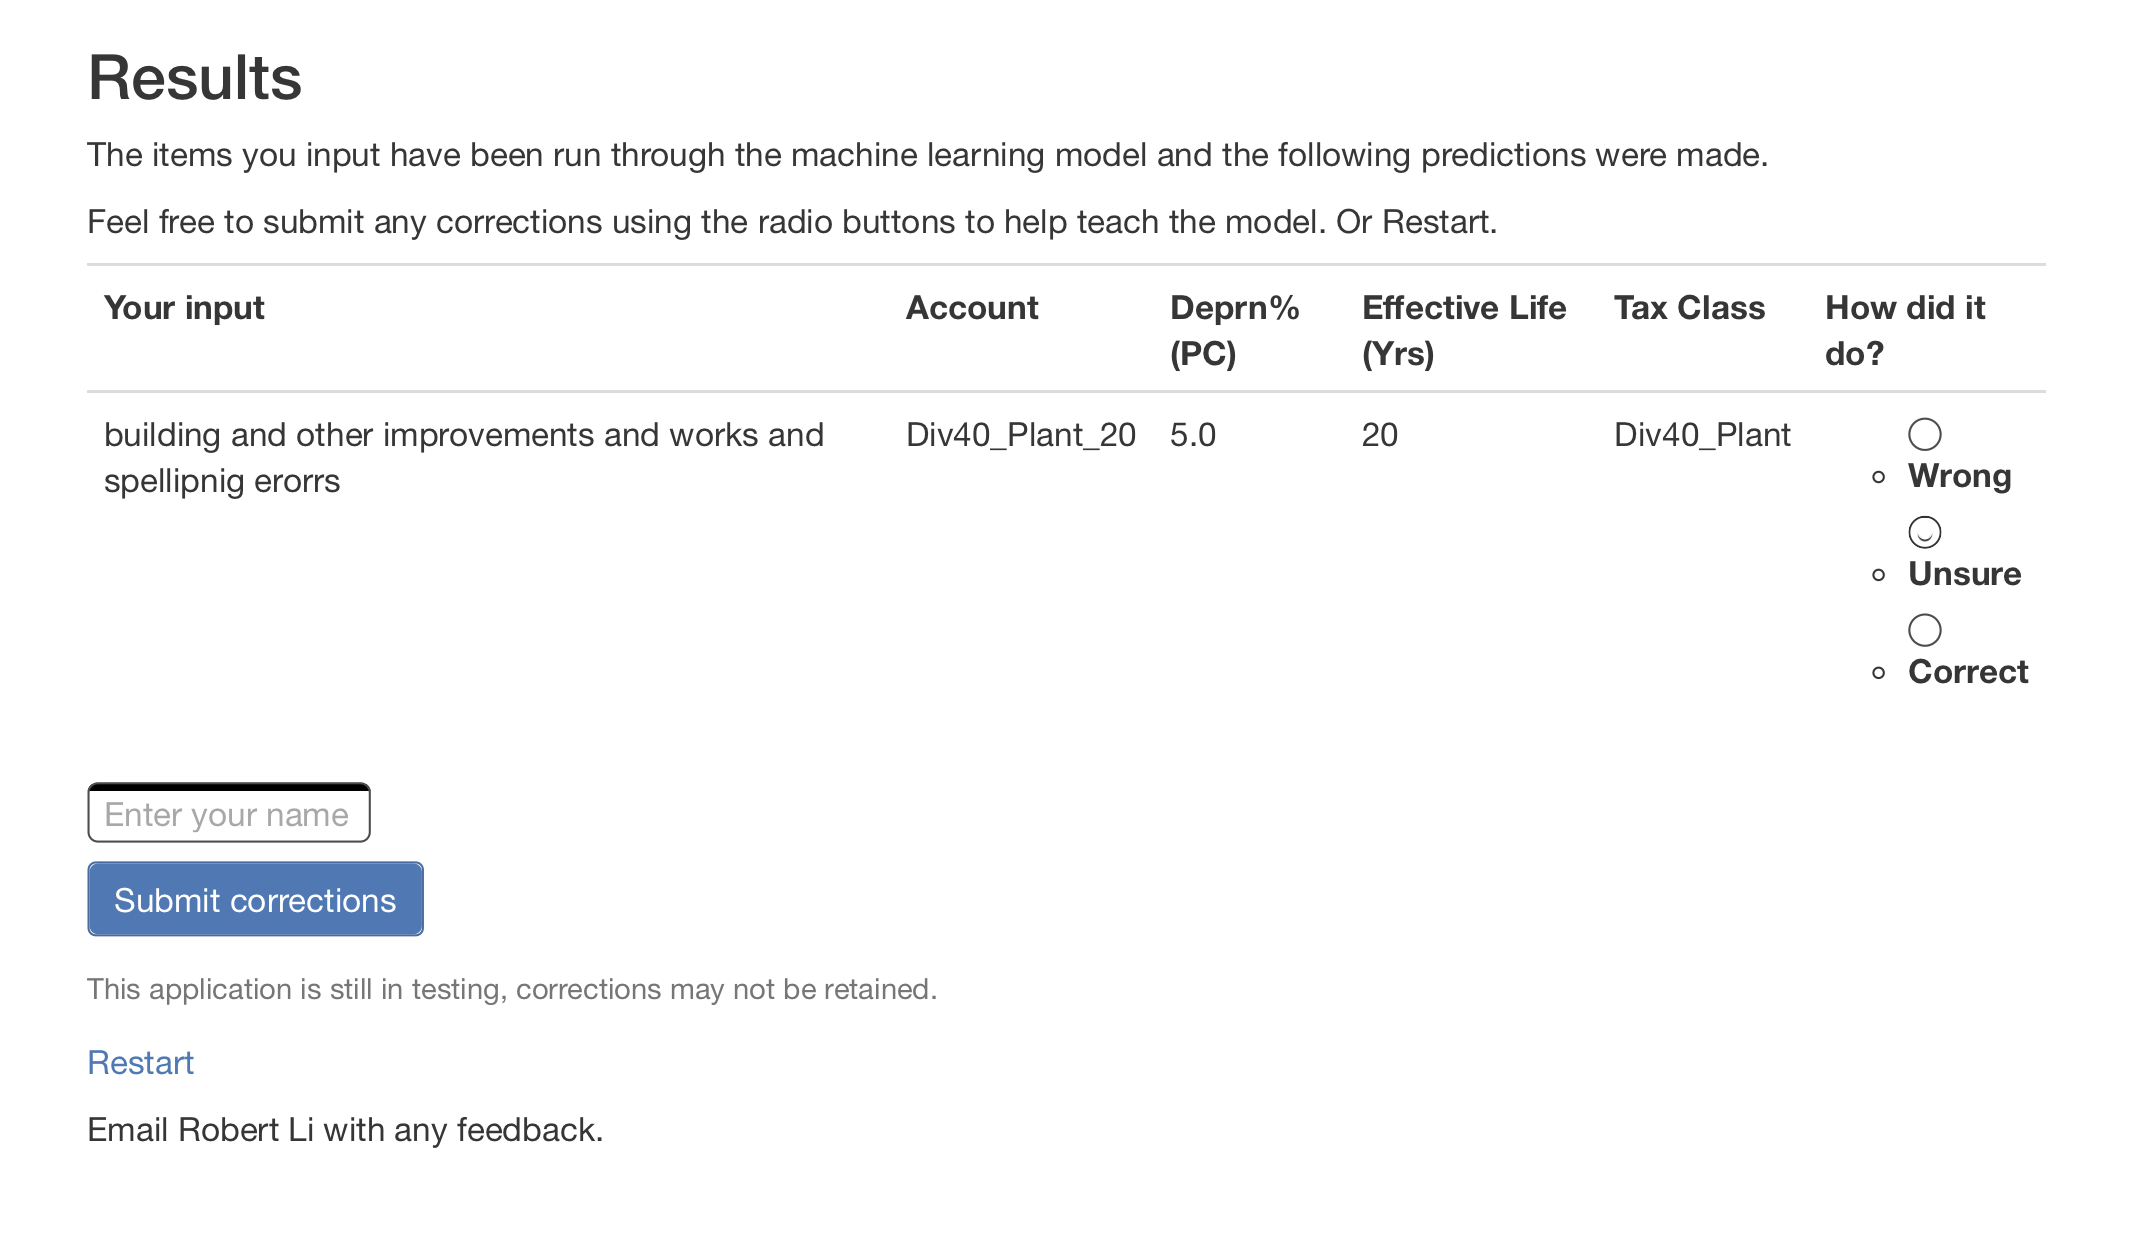 Results
The items you input have been run through the machine learning model and the following predictions were made.
Feel free to submit any corrections using the radio buttons to help teach the model. Or Restart.
Your input Account Deprn% (PC) Effective Life (Yrs) Tax Class How did it do?
building and other improvements and works and Div40_Plant_20 5.0 20 Div40_Plant
spellipnig erorrs
Wrong
Unsure
Correct
Enter your name
Submit corrections
This application is still in testing, corrections may not be retained.
Restart
Email Robert Li with any feedback.